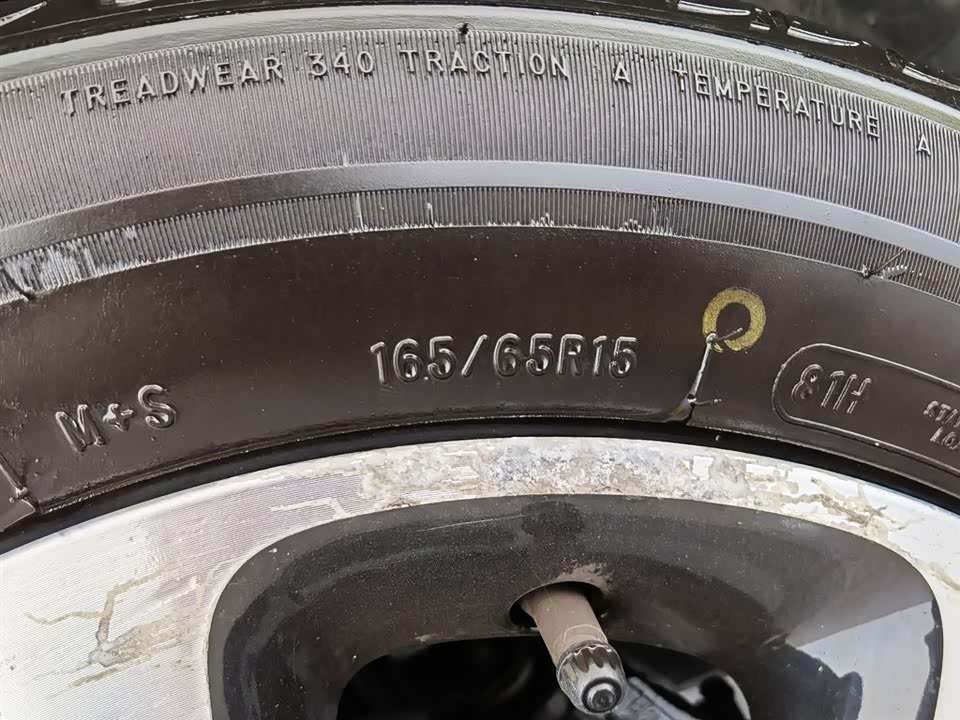 TREADWEAR 340 TRACTION A TEMPERATURE A
165/65R15
M+S
81H